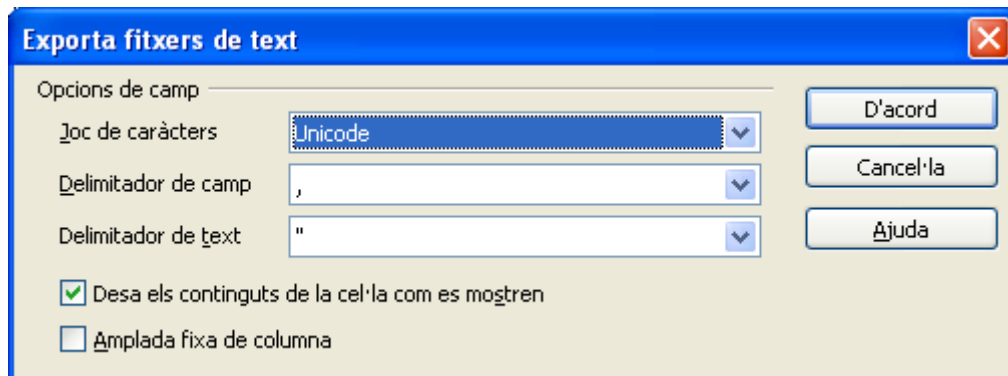 Exporta fitxers de text
Opcions de camp
Joc de caràcters
Unicode
D'acord
Delimitador de camp
,
Cancel·la
Delimitador de text
"
Ajuda
Desa els continguts de la cel·la com es mostren
Amplada fixa de columna